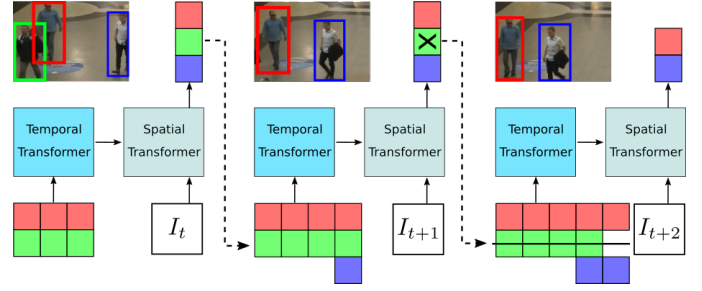 Temporal
Transformer
Spatial
Transformer
I_t
Temporal
Transformer
Spatial
Transformer
I_{t+1}
Temporal
Transformer
Spatial
Transformer
I_{t+2}